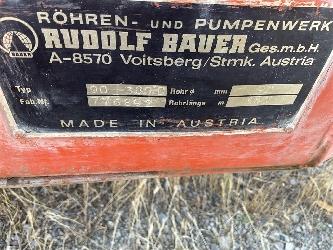 RÖHREN- und PUMPENWERK
BAUER
RUDOLF BAUER Ges.m.b.H.
A-8570 Voitsberg/Stmk. Austria
Typ Rohr ø mm
Fab.Nr. Rohrlänge m
MADE IN AUSTRIA